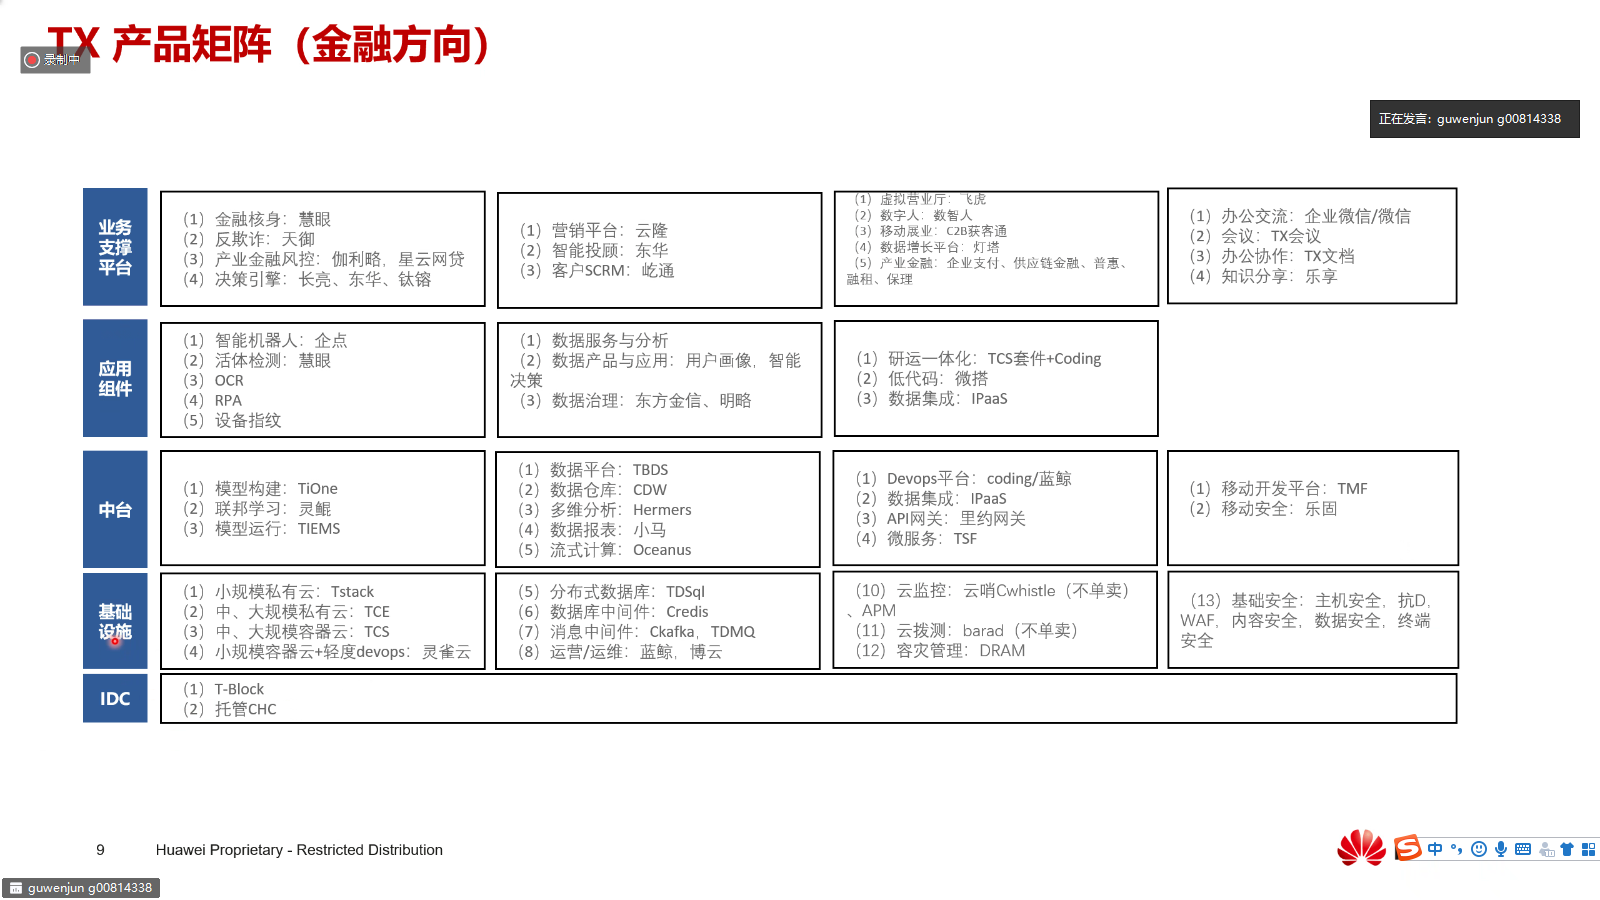 TX 产品矩阵（金融方向）
录制中
正在发言：guwenjun g00814338
业务
支撑
平台
（1）金融核身：慧眼
（2）反欺诈：天御
（3）产业金融风控：伽利略，星云网贷
（4）决策引擎：长亮、东华、钛镕
（1）营销平台：云隆
（2）智能投顾：东华
（3）客户SCRM：屹通
（1）虚拟营业厅：飞虎
（2）数字人：数智人
（3）移动展业：C2B获客通
（4）数据增长平台：灯塔
（5）产业金融：企业支付、供应链金融、普惠、
融租、保理
（1）办公交流：企业微信/微信
（2）会议：TX会议
（3）办公协作：TX文档
（4）知识分享：乐享
应用
组件
（1）智能机器人：企点
（2）活体检测：慧眼
（3）OCR
（4）RPA
（5）设备指纹
（1）数据服务与分析
（2）数据产品与应用：用户画像，智能
决策
（3）数据治理：东方金信、明略
（1）研运一体化：TCS套件+Coding
（2）低代码：微搭
（3）数据集成：IPaaS
中台
（1）模型构建：TiOne
（2）联邦学习：灵鲲
（3）模型运行：TIEMS
（1）数据平台：TBDS
（2）数据仓库：CDW
（3）多维分析：Hermers
（4）数据报表：小马
（5）流式计算：Oceanus
（1）Devops平台：coding/蓝鲸
（2）数据集成：IPaaS
（3）API网关：里约网关
（4）微服务：TSF
（1）移动开发平台：TMF
（2）移动安全：乐固
基础
设施
（1）小规模私有云：Tstack
（2）中、大规模私有云：TCE
（3）中、大规模容器云：TCS
（4）小规模容器云+轻度devops：灵雀云
（5）分布式数据库：TDSql
（6）数据库中间件：Credis
（7）消息中间件：Ckafka，TDMQ
（8）运营/运维：蓝鲸，博云
（10）云监控：云哨Cwhistle（不单卖）
、APM
（11）云拨测：barad（不单卖）
（12）容灾管理：DRAM
（13）基础安全：主机安全，抗D，
WAF，内容安全，数据安全，终端
安全
IDC
（1）T-Block
（2）托管CHC
9
Huawei Proprietary - Restricted Distribution
S 中
guwenjun g00814338